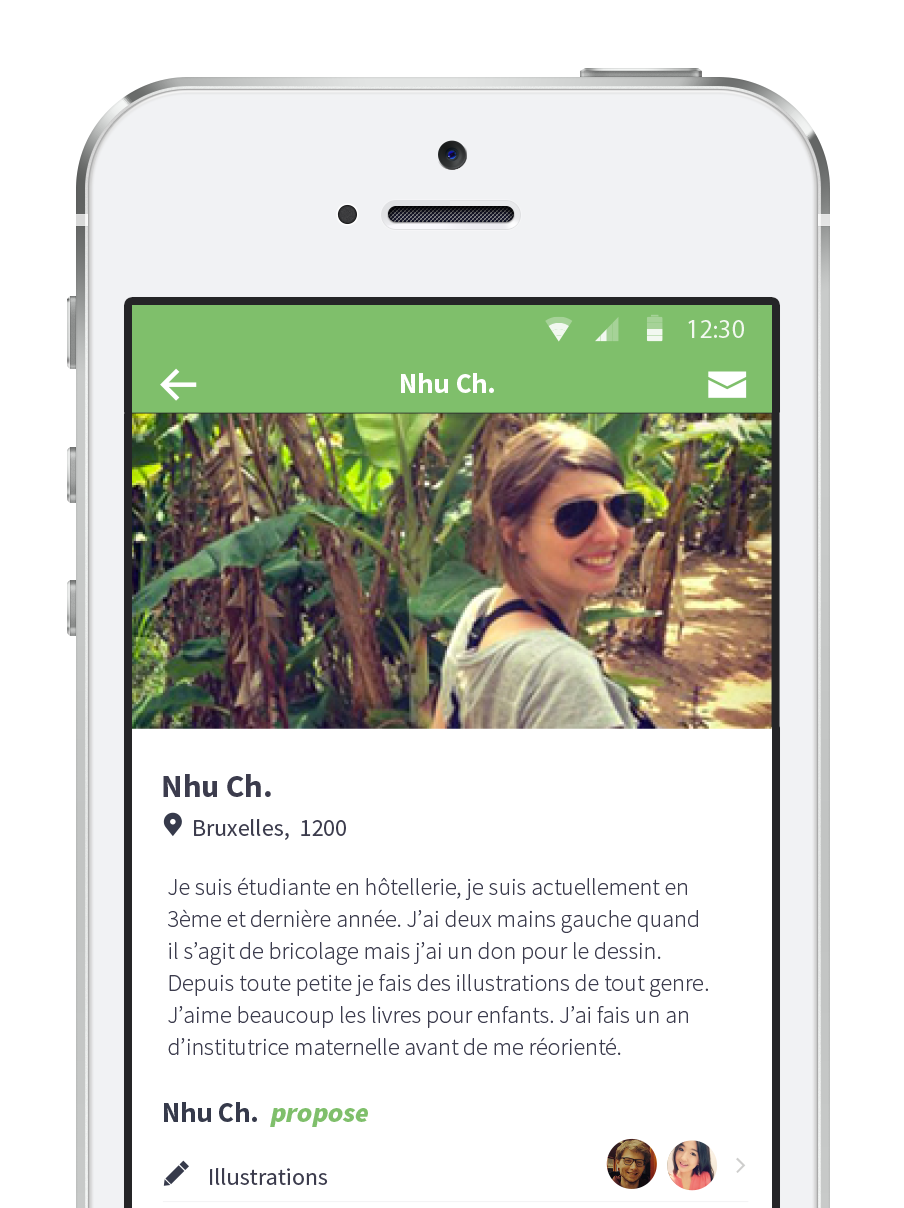 12:30
Nhu Ch.
Nhu Ch.
Bruxelles, 1200
Je suis étudiante en hôtellerie, je suis actuellement en
3ème et dernière année. J’ai deux mains gauche quand
il s’agit de bricolage mais j’ai un don pour le dessin.
Depuis toute petite je fais des illustrations de tout genre.
J’aime beaucoup les livres pour enfants. J’ai fais un an
d’institutrice maternelle avant de me réorienté.
Nhu Ch. propose
Illustrations